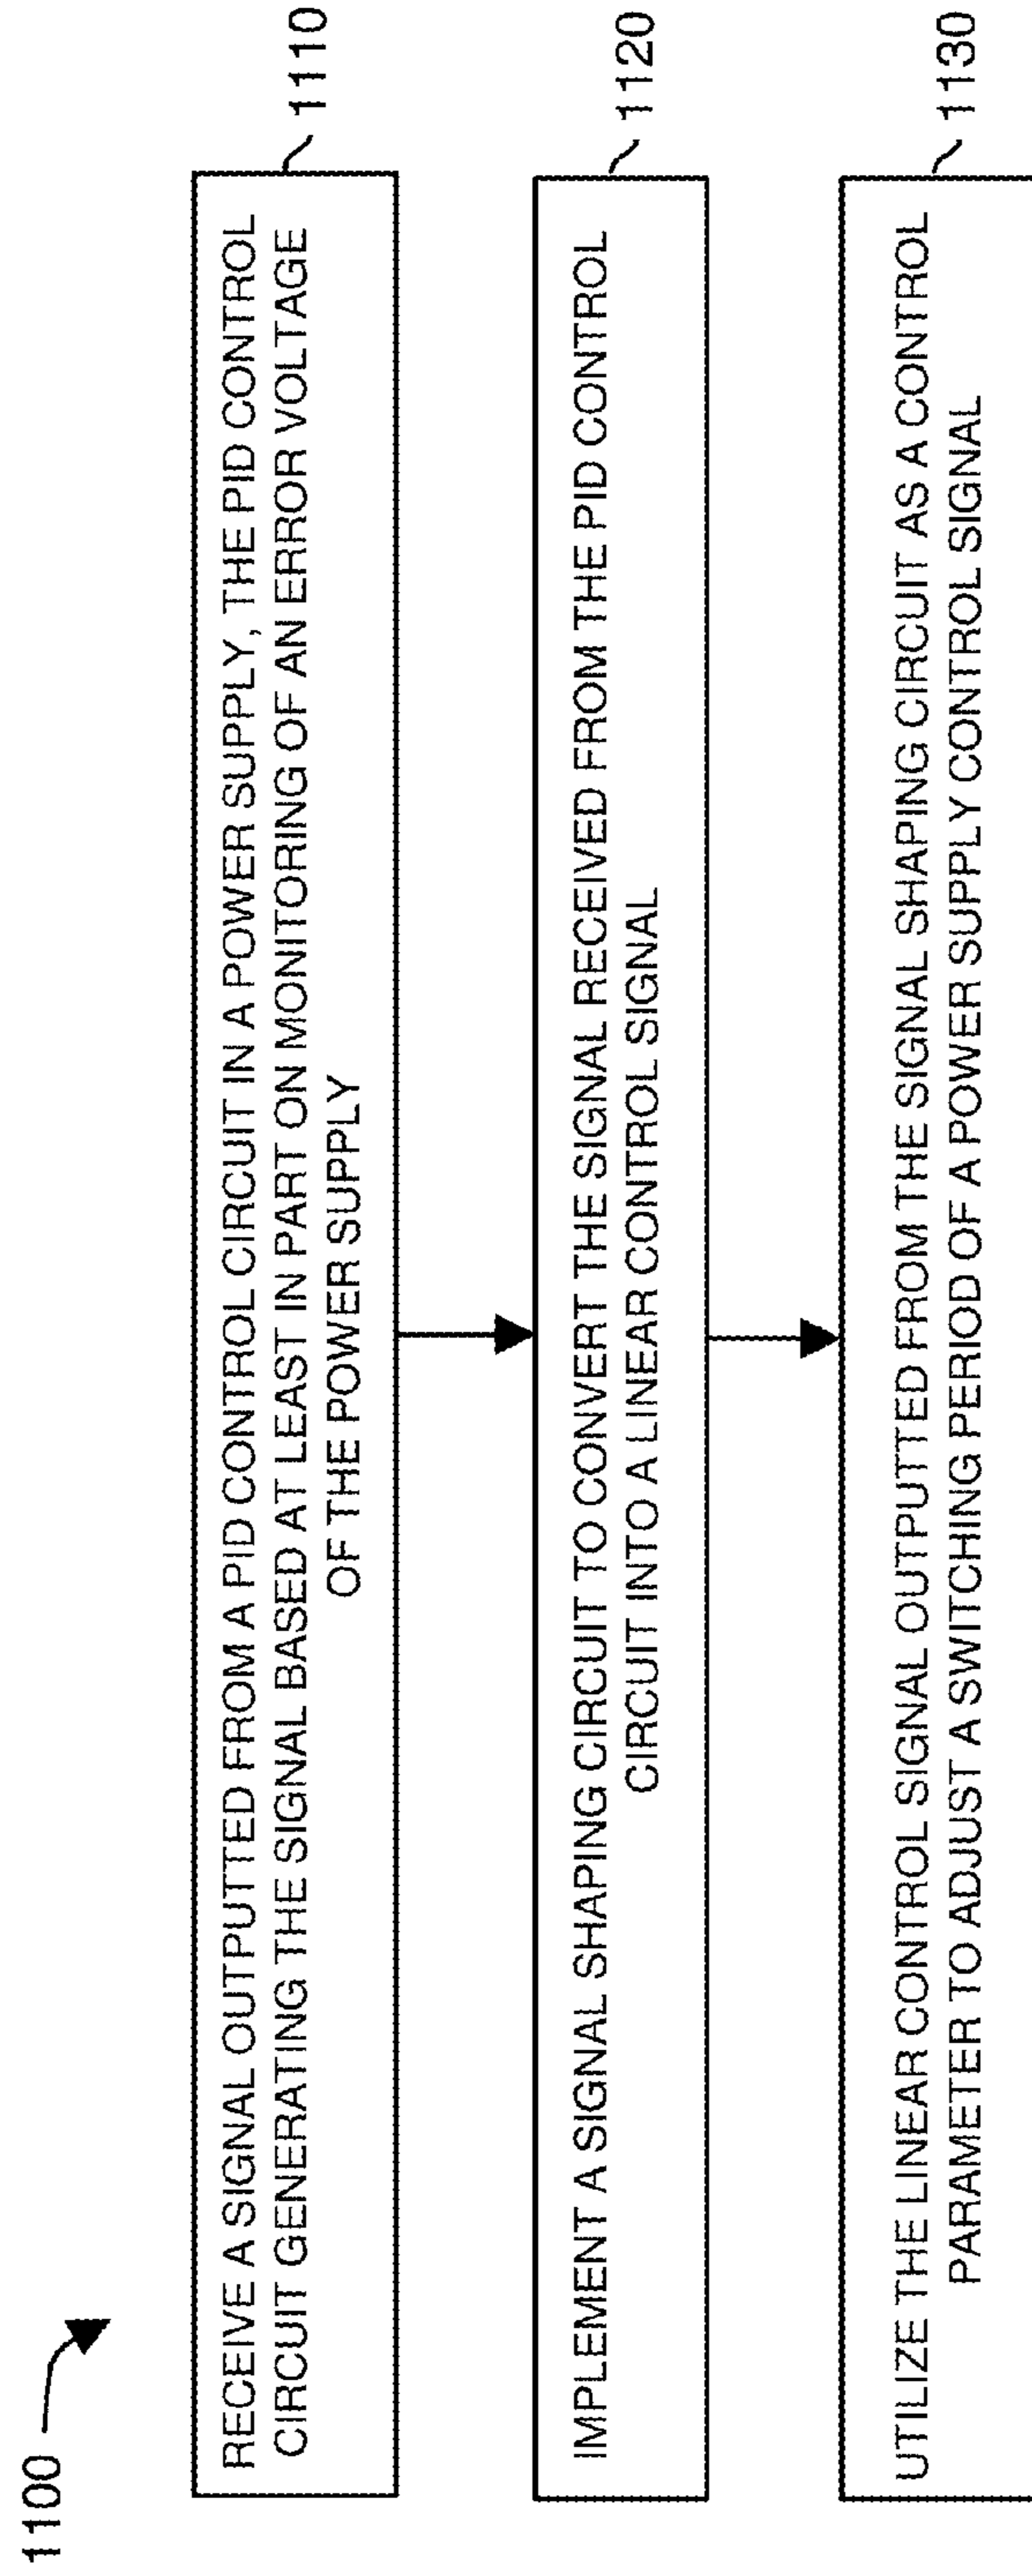 1100
RECEIVE A SIGNAL OUTPUTTED FROM A PID CONTROL CIRCUIT IN A POWER SUPPLY, THE PID CONTROL
CIRCUIT GENERATING THE SIGNAL BASED AT LEAST IN PART ON MONITORING OF AN ERROR VOLTAGE
OF THE POWER SUPPLY
1110
IMPLEMENT A SIGNAL SHAPING CIRCUIT TO CONVERT THE SIGNAL RECEIVED FROM THE PID CONTROL
CIRCUIT INTO A LINEAR CONTROL SIGNAL
1120
UTILIZE THE LINEAR CONTROL SIGNAL OUTPUTTED FROM THE SIGNAL SHAPING CIRCUIT AS A CONTROL
PARAMETER TO ADJUST A SWITCHING PERIOD OF A POWER SUPPLY CONTROL SIGNAL
1130